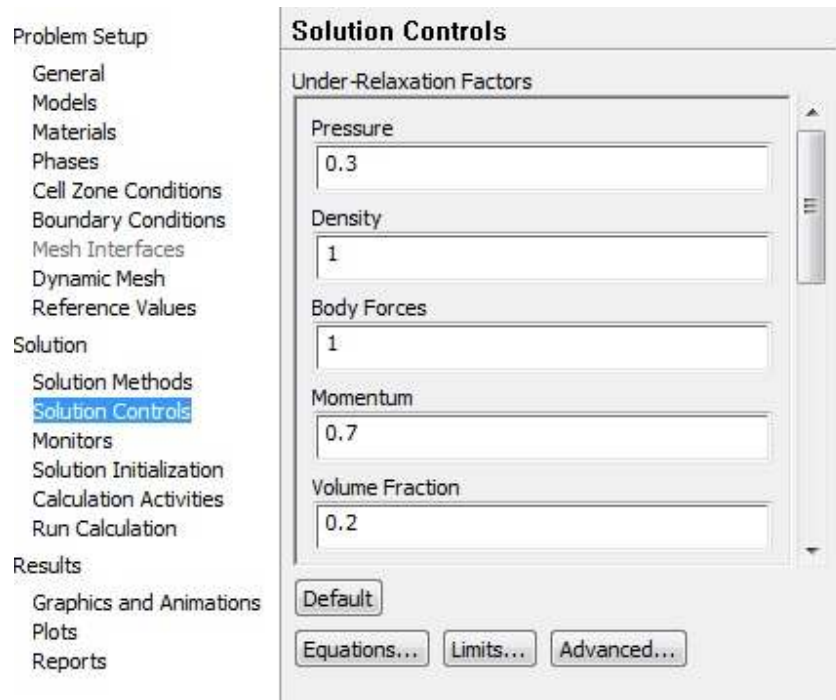 Problem Setup
General
Models
Materials
Phases
Cell Zone Conditions
Boundary Conditions
Mesh Interfaces
Dynamic Mesh
Reference Values
Solution
Solution Methods
Solution Controls
Monitors
Solution Initialization
Calculation Activities
Run Calculation
Results
Graphics and Animations
Plots
Reports
Solution Controls
Under-Relaxation Factors
Pressure
0.3
Density
1
Body Forces
1
Momentum
0.7
Volume Fraction
0.2
Default
Equations... Limits... Advanced...